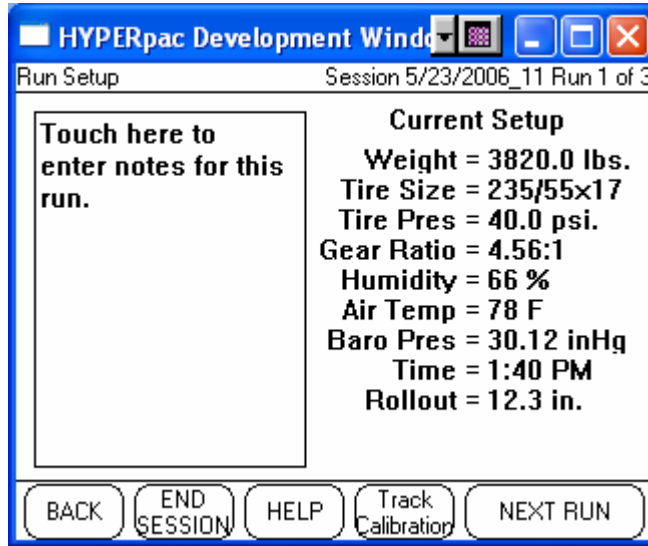 HYPERpac Development Windo
Run Setup
Session 5/23/2006_11 Run 1 of 3
Touch here to
enter notes for this
run.
Current Setup
Weight = 3820.0 lbs.
Tire Size = 235/55x17
Tire Pres = 40.0 psi.
Gear Ratio = 4.56:1
Humidity = 66 %
Air Temp = 78 F
Baro Pres = 30.12 inHg
Time = 1:40 PM
Rollout = 12.3 in.
BACK
END
SESSION
HELP
Track
Calibration
NEXT RUN